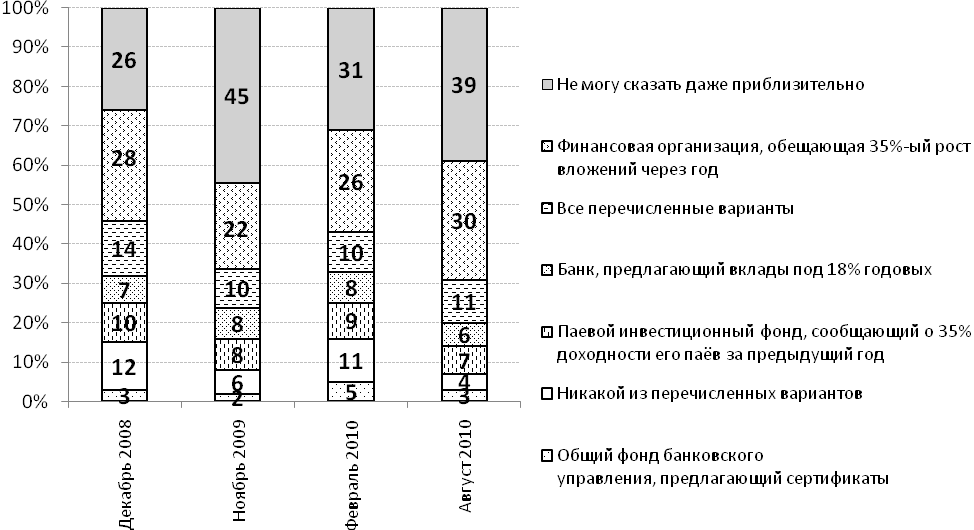 100%
90%
80%
70%
60%
50%
40%
30%
20%
10%
0%
26
28
14
7
10
12
3
45
22
10
8
8
6
2
31
26
10
8
9
11
5
39
30
11
6
7
4
3
Декабрь 2008
Ноябрь 2009
Февраль 2010
Август 2010
Не могу сказать даже приблизительно
Финансовая организация, обещающая 35%-ый рост
вложений через год
Все перечисленные варианты
Банк, предлагающий вклады под 18% годовых
Паевой инвестиционный фонд, сообщающий о 35%
доходности его паёв за предыдущий год
Никакой из перечисленных вариантов
Общий фонд банковского
управления, предлагающий сертификаты